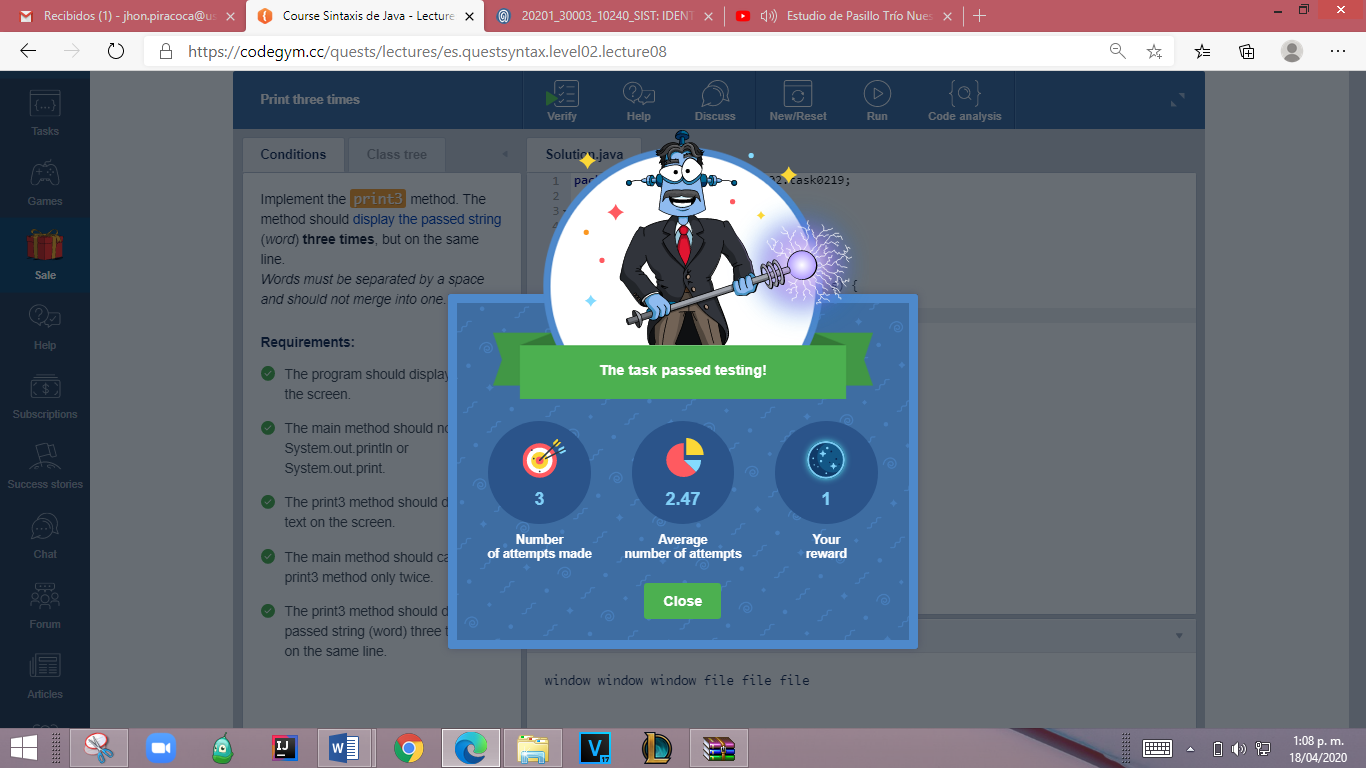 Recibidos (1) - jhon.piracoca@us
Course Sintaxis de Java - Lecture
20201_30003_10240_SIST: IDENT
Estudio de Pasillo Trío Nues
https://codegym.cc/quests/lectures/es.questsyntax.level02.lecture08
Tasks
Games
Sale
Help
Subscriptions
Success stories
Chat
Forum
Articles
Print three times
Verify
Help
Discuss
New/Reset
Run
Code analysis
Conditions
Class tree
Implement the print3 method. The
method should display the passed string
(word) three times, but on the same
line.
Words must be separated by a space
and should not merge into one.
Requirements:
The program should display
the screen.
The main method should no
System.out.println or
System.out.print.
The print3 method should d
text on the screen.
The main method should ca
print3 method only twice.
The print3 method should d
passed string (word) three t
on the same line.
Solution.java
1 pac 02.task0219;
2
3
{
The task passed testing!
3
Number
of attempts made
2.47
Average
number of attempts
1
Your
reward
Close
window window window file file file
1:08 p. m.
18/04/2020